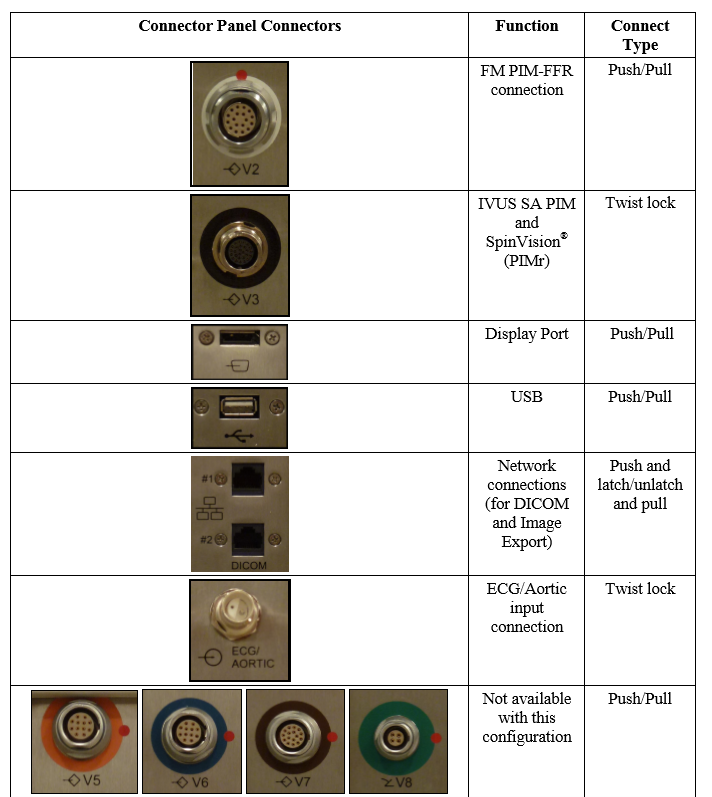 Connector Panel Connectors
Function
Connect
Type
V2
FM PIM-FFR
connection
Push/Pull
V3
IVUS SA PIM
and
SpinVision®
(PIMr)
Twist lock
Display Port
Push/Pull
USB
Push/Pull
#1
#2
DICOM
Network
connections
(for DICOM
and Image
Export)
Push and
latch/unlatch
and pull
ECG/
AORTIC
ECG/Aortic
input
connection
Twist lock
V5
V6
V7
V8
Not available
with this
configuration
Push/Pull